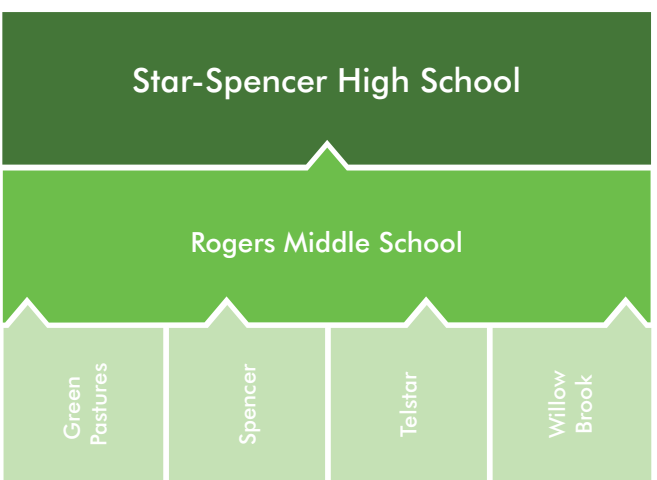 Star-Spencer High School
Rogers Middle School
Green
Pastures
Spencer
Telstar
Willow
Brook